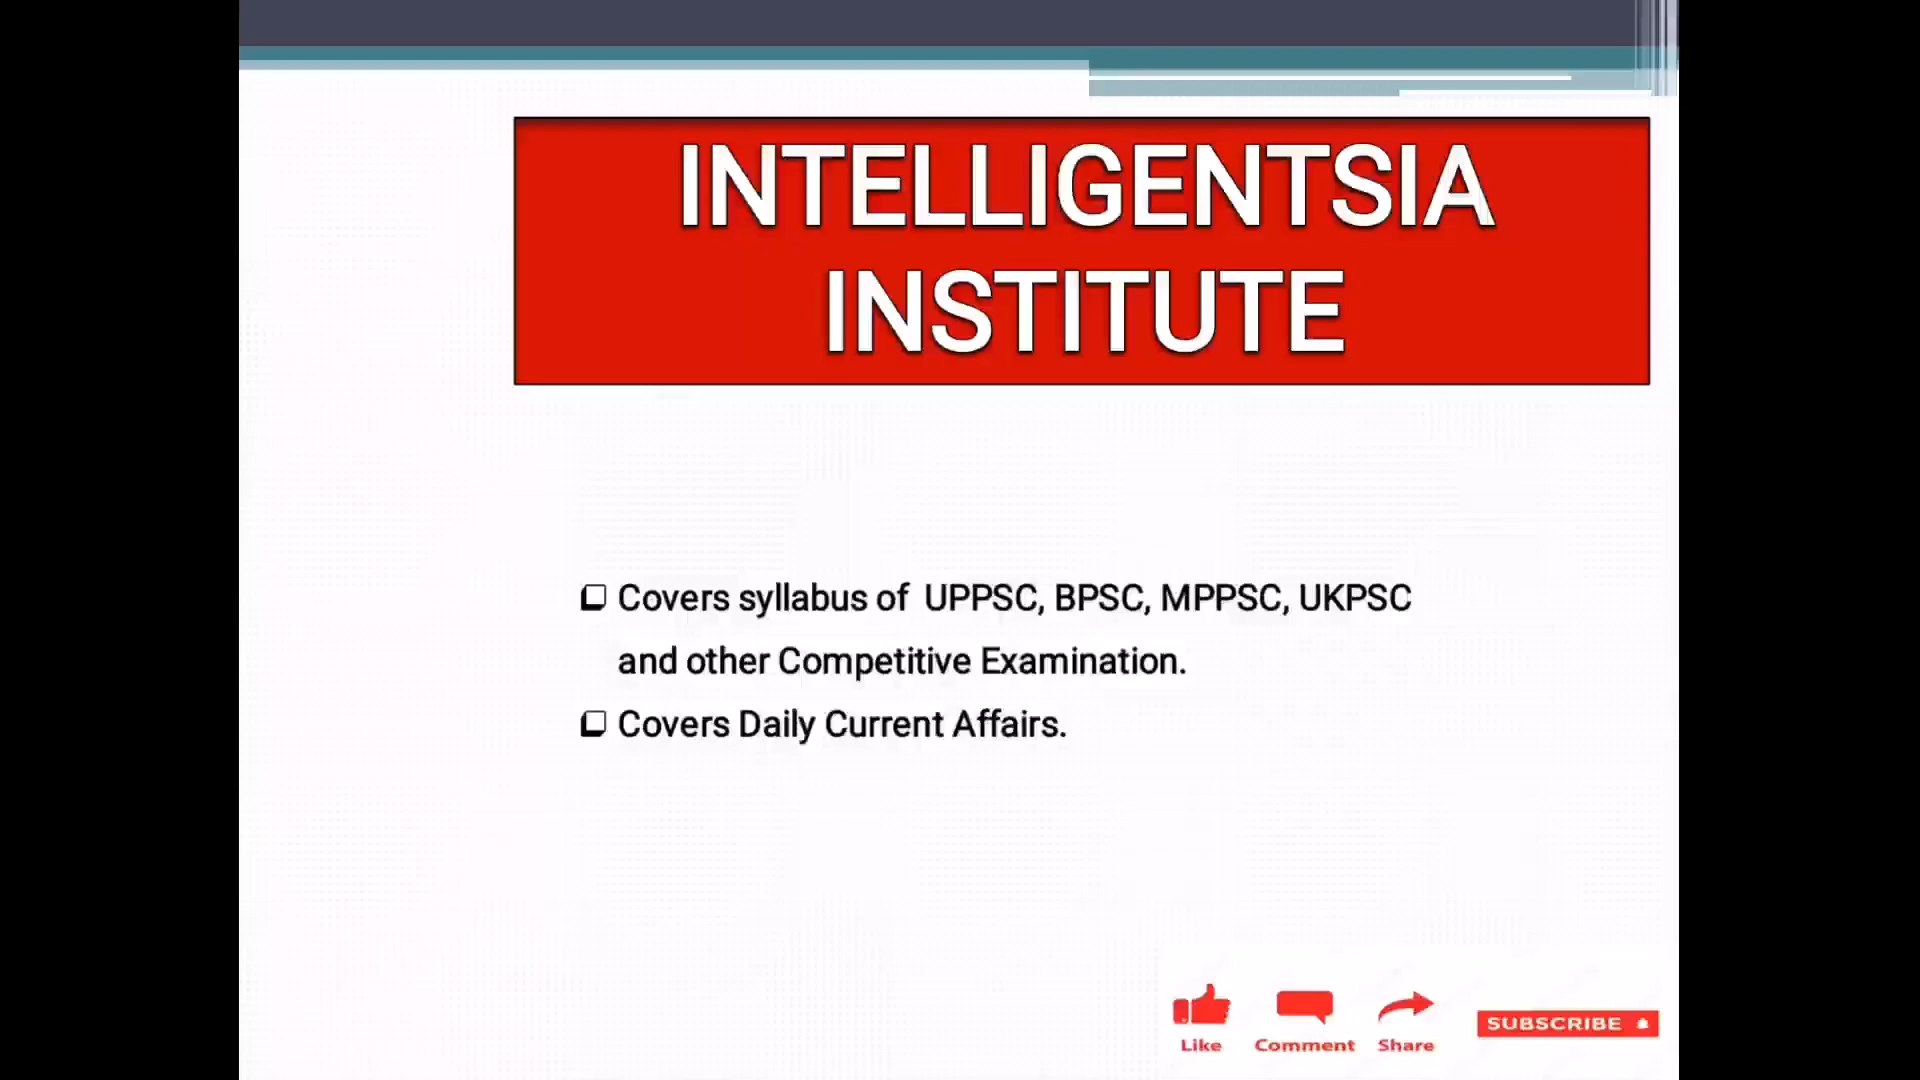 INTELLIGENTSIA
INSTITUTE
Covers syllabus of UPPSC, BPSC, MPPSC, UKPSC
and other Competitive Examination.
Covers Daily Current Affairs.
Like Comment Share SUBSCRIBE